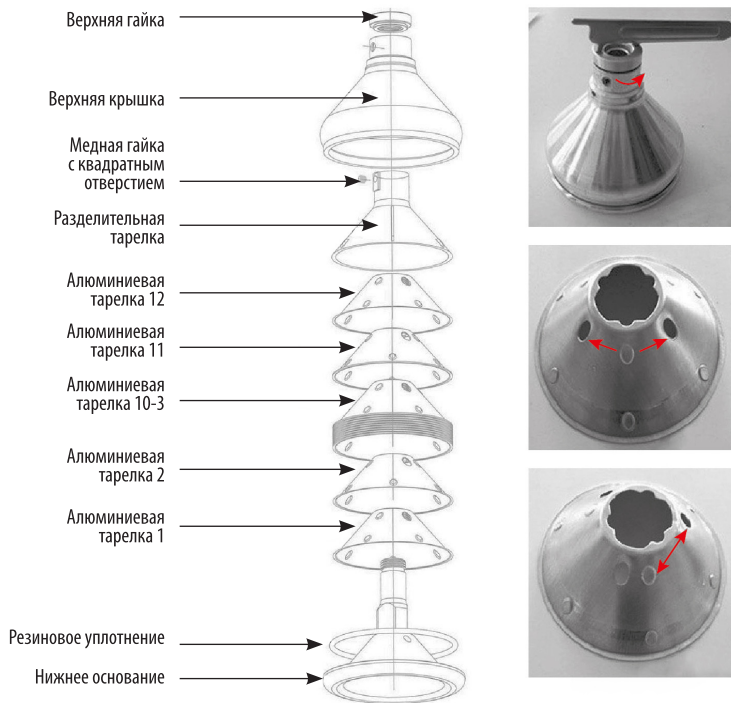 Верхняя гайка
Верхняя крышка
Медная гайка
с квадратным
отверстием
Разделительная
тарелка
Алюминиевая
тарелка 12
Алюминиевая
тарелка 11
Алюминиевая
тарелка 10-3
Алюминиевая
тарелка 2
Алюминиевая
тарелка 1
Резиновое уплотнение
Нижнее основание